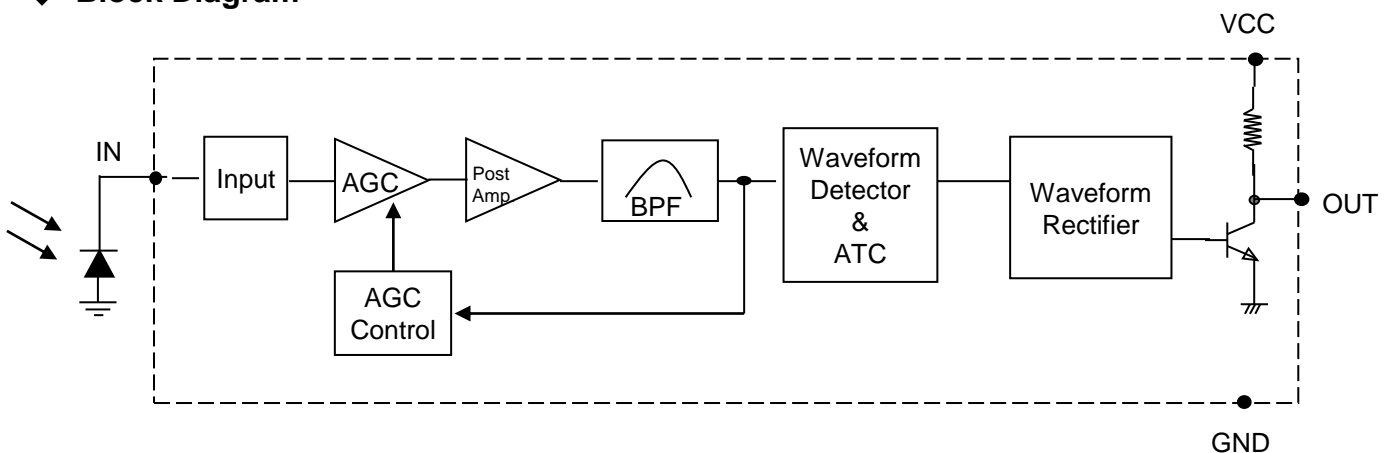 Block Diagram
VCC
IN
Input
AGC
Post
Amp
BPF
Waveform
Detector
&
ATC
Waveform
Rectifier
OUT
AGC
Control
GND